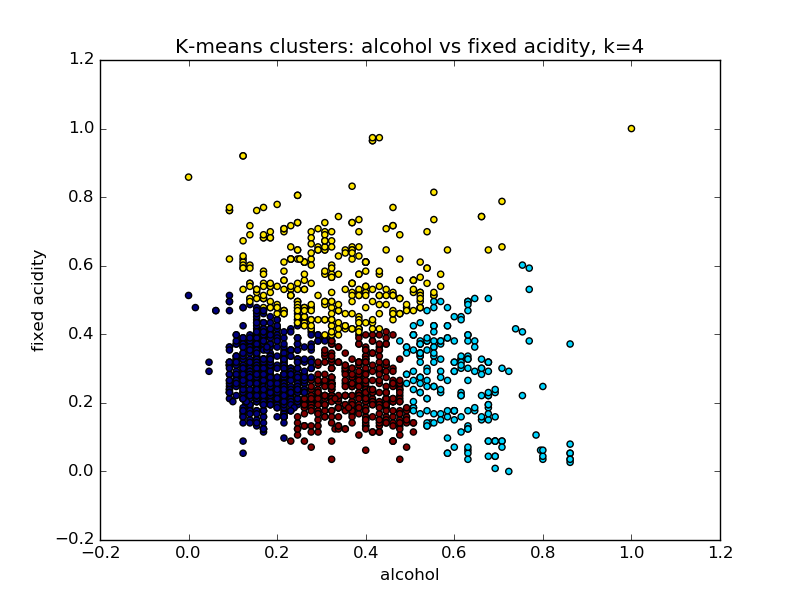 K-means clusters: alcohol vs fixed acidity, k=4
1.2
1.0
0.8
0.6
0.4
0.2
0.0
−0.2
fixed acidity
−0.2 0.0 0.2 0.4 0.6 0.8 1.0 1.2
alcohol